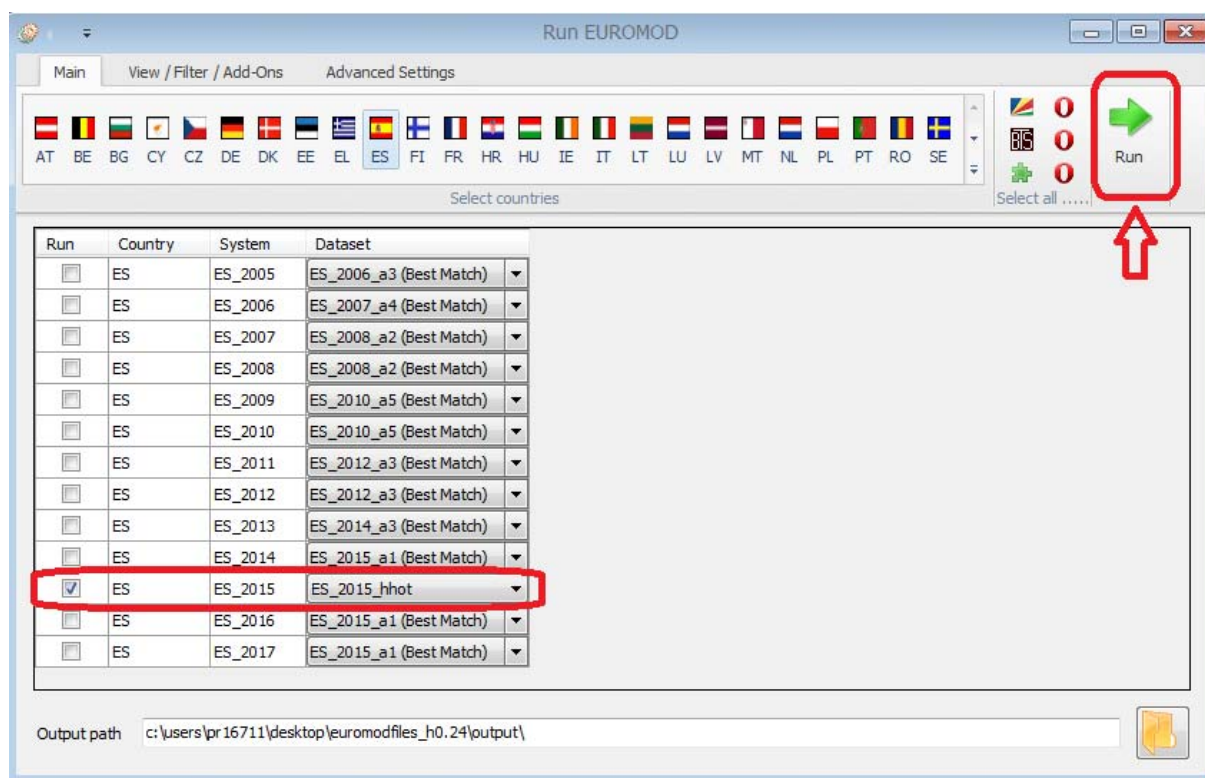 Run EUROMOD
Main View / Filter / Add-Ons Advanced Settings
AT BE BG CY CZ DE DK EE EL ES FI FR HR HU IE IT LT LU LV MT NL PL PT RO SE
BTS
Run
Select countries
Select all .....
Run Country System Dataset
ES ES_2005 ES_2006_a3 (Best Match)
ES ES_2006 ES_2007_a4 (Best Match)
ES ES_2007 ES_2008_a2 (Best Match)
ES ES_2008 ES_2008_a2 (Best Match)
ES ES_2009 ES_2010_a5 (Best Match)
ES ES_2010 ES_2010_a5 (Best Match)
ES ES_2011 ES_2012_a3 (Best Match)
ES ES_2012 ES_2012_a3 (Best Match)
ES ES_2013 ES_2014_a3 (Best Match)
ES ES_2014 ES_2015_a1 (Best Match)
ES ES_2015 ES_2015_hhot
ES ES_2016 ES_2015_a1 (Best Match)
ES ES_2017 ES_2015_a1 (Best Match)
Output path c:\users\pr16711\desktop\euromodfiles_h0.24\output\